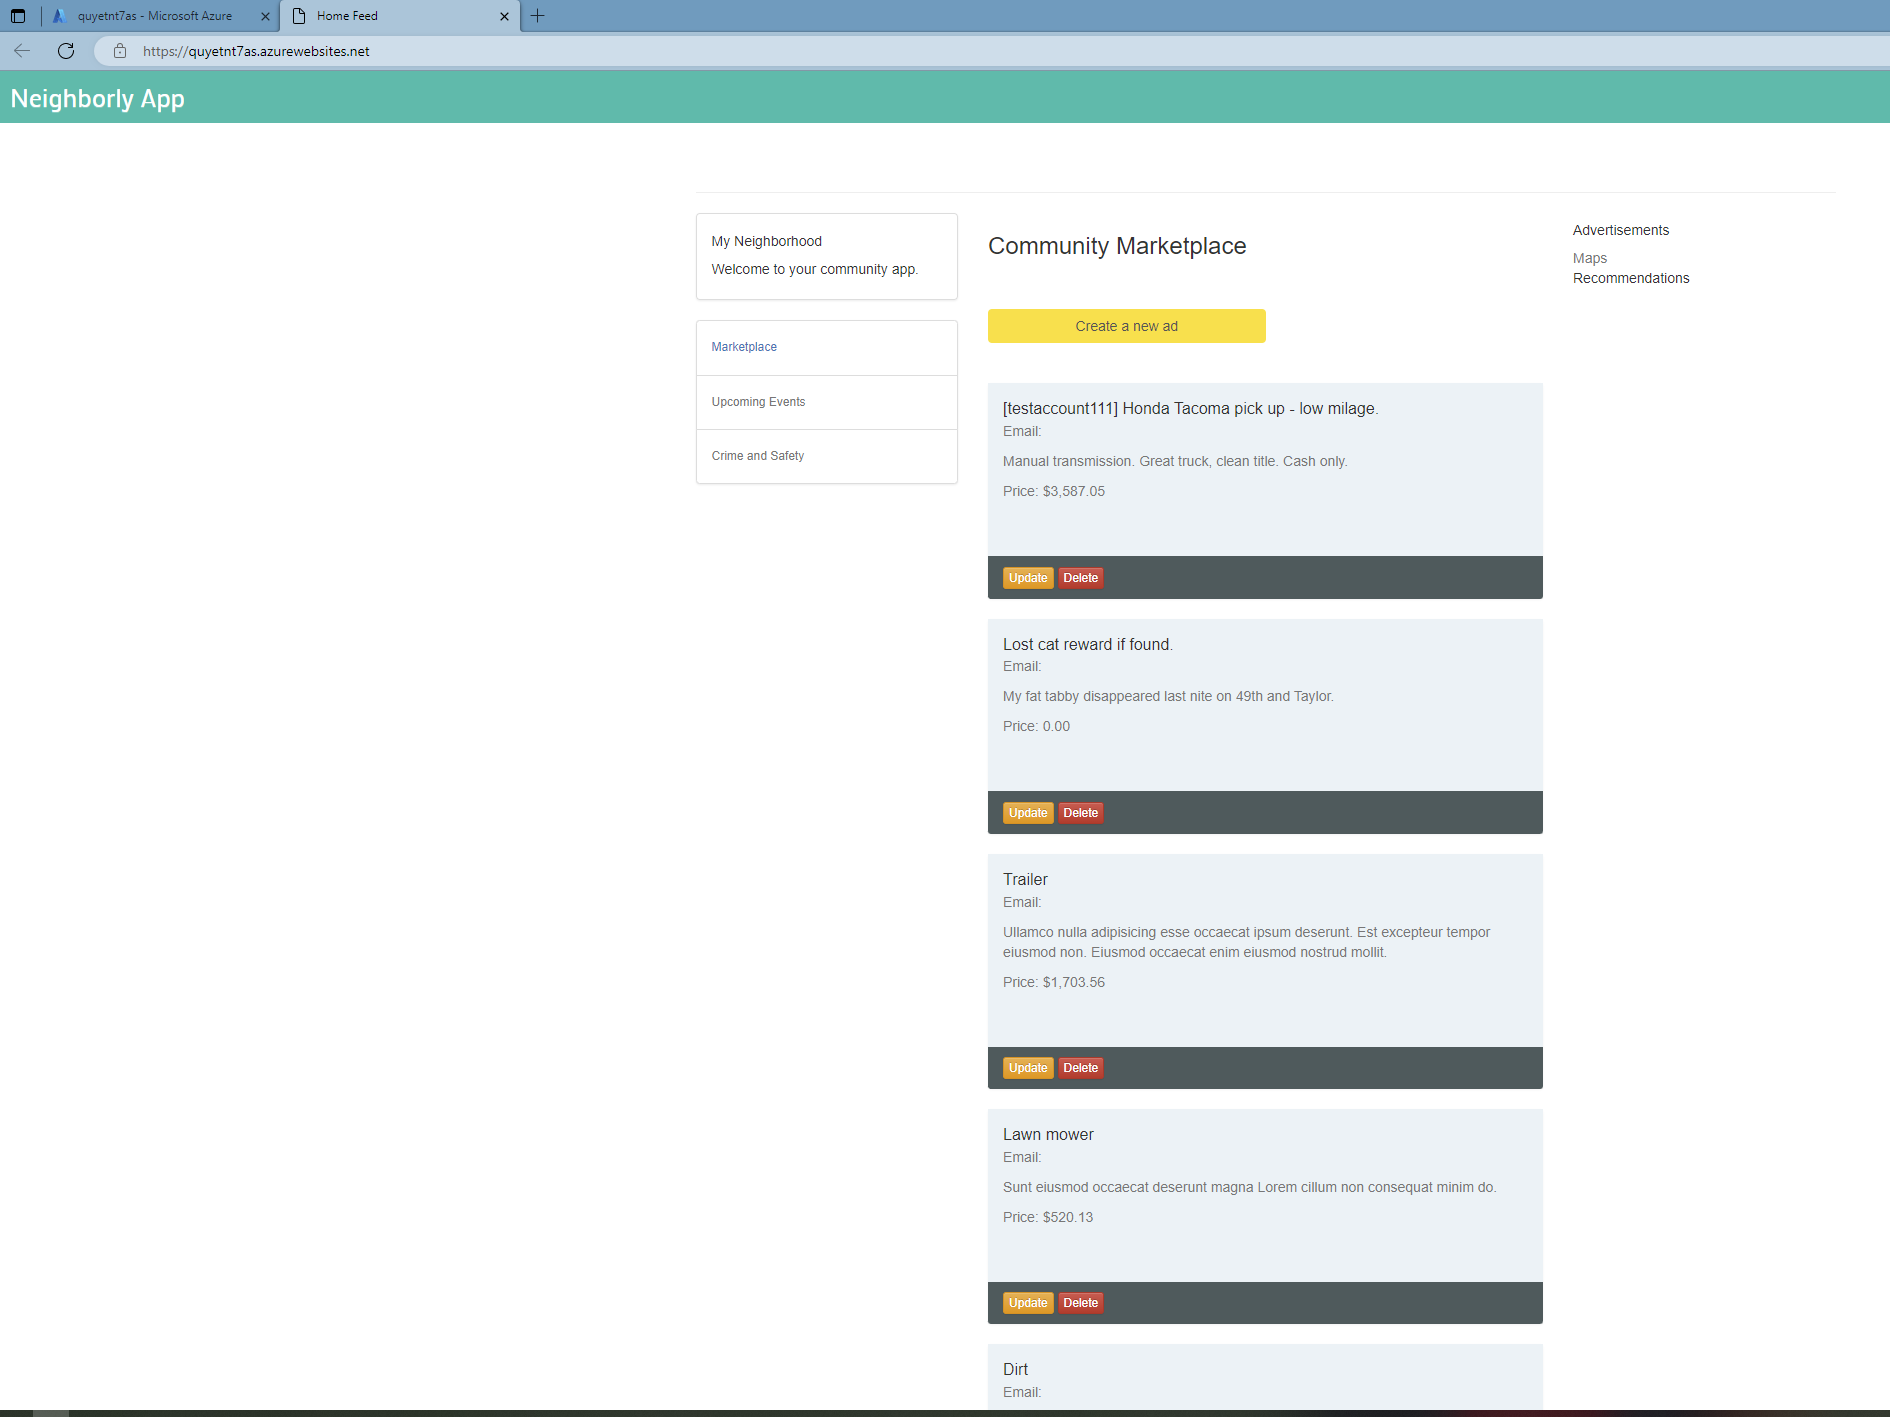 quyetnt7as - Microsoft Azure
Home Feed
https://quyetnt7as.azurewebsites.net
Neighborly App
My Neighborhood
Welcome to your community app.
Marketplace
Upcoming Events
Crime and Safety
Community Marketplace
Create a new ad
[testaccount111] Honda Tacoma pick up - low milage.
Email:
Manual transmission. Great truck, clean title. Cash only.
Price: $3,587.05
Update Delete
Lost cat reward if found.
Email:
My fat tabby disappeared last nite on 49th and Taylor.
Price: 0.00
Update Delete
Trailer
Email:
Ullamco nulla adipisicing esse occaecat ipsum deserunt. Est excepteur tempor
eiusmod non. Eiusmod occaecat enim eiusmod nostrud mollit.
Price: $1,703.56
Update Delete
Lawn mower
Email:
Sunt eiusmod occaecat deserunt magna Lorem cillum non consequat minim do.
Price: $520.13
Update Delete
Dirt
Email:
Advertisements
Maps
Recommendations